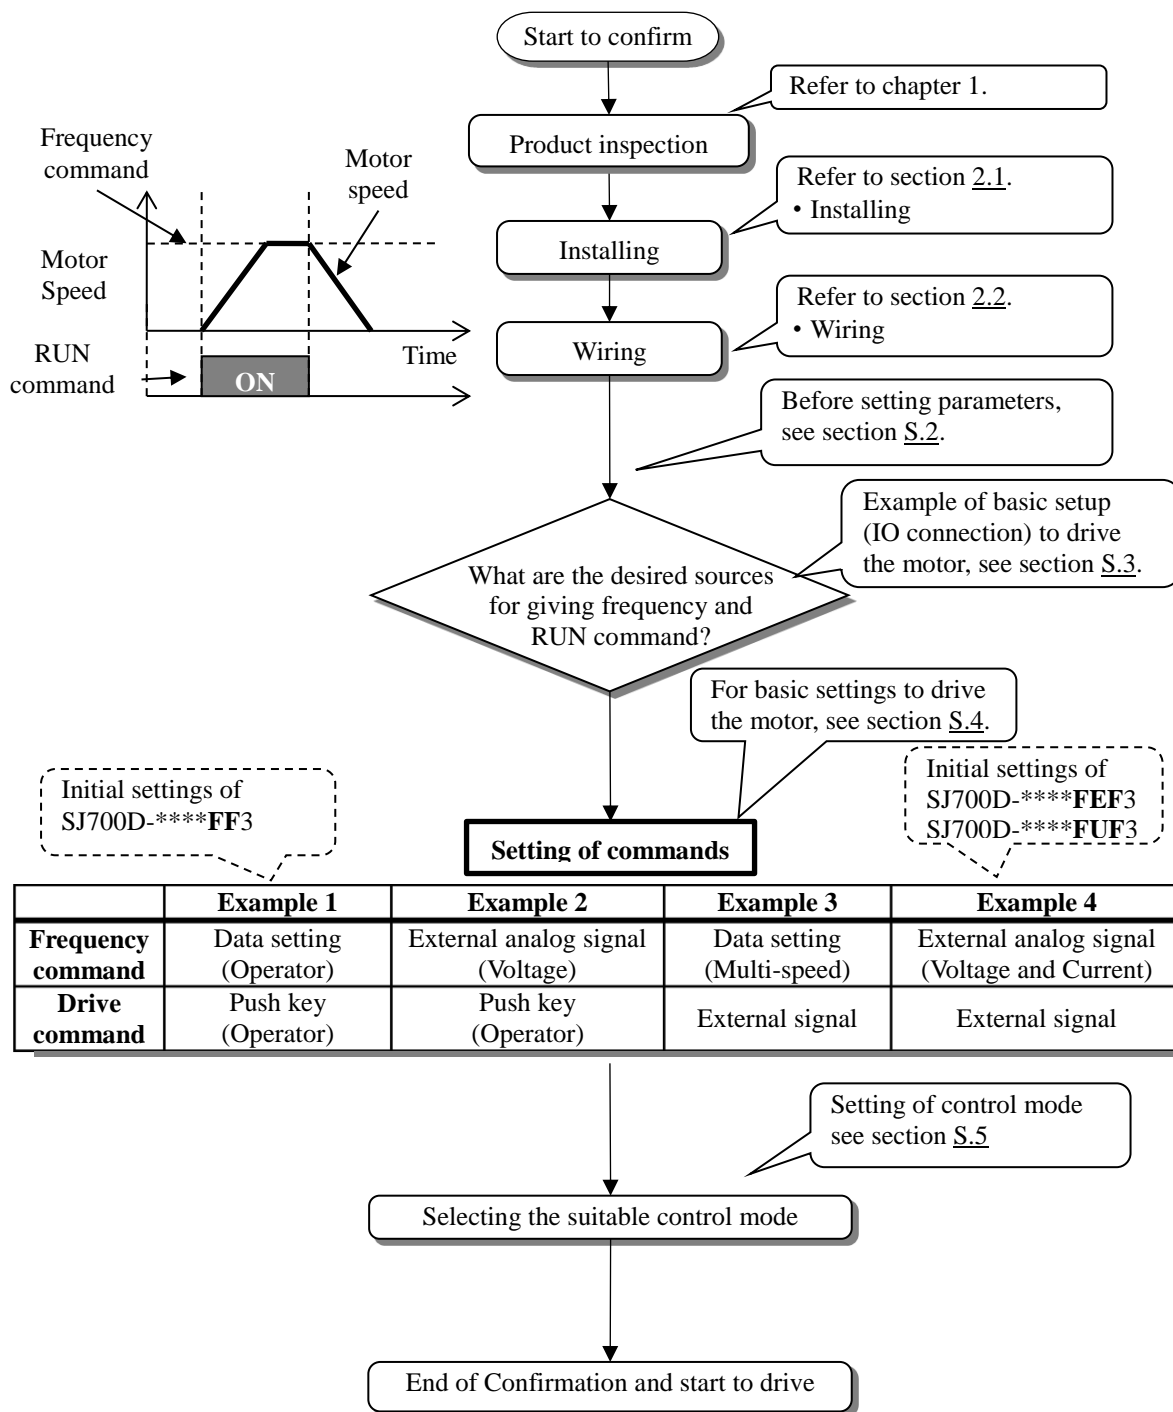 Start to confirm
Refer to chapter 1.
Product inspection
Frequency
command
Motor
speed
Refer to section 2.1.
• Installing
Installing
Motor
Speed
Refer to section 2.2.
• Wiring
Wiring
Time
RUN
command
ON
Before setting parameters,
see section S.2.
Example of basic setup
(IO connection) to drive
the motor, see section S.3.
What are the desired sources
for giving frequency and
RUN command?
For basic settings to drive
the motor, see section S.4.
Initial settings of
SJ700D-****FF3
Initial settings of
SJ700D-****FEF3
SJ700D-****FUF3
Setting of commands
Example 1 Example 2 Example 3 Example 4
Frequency
command
Data setting
(Operator)
External analog signal
(Voltage)
Data setting
(Multi-speed)
External analog signal
(Voltage and Current)
Drive
command
Push key
(Operator)
Push key
(Operator)
External signal
External signal
Setting of control mode
see section S.5
Selecting the suitable control mode
End of Confirmation and start to drive